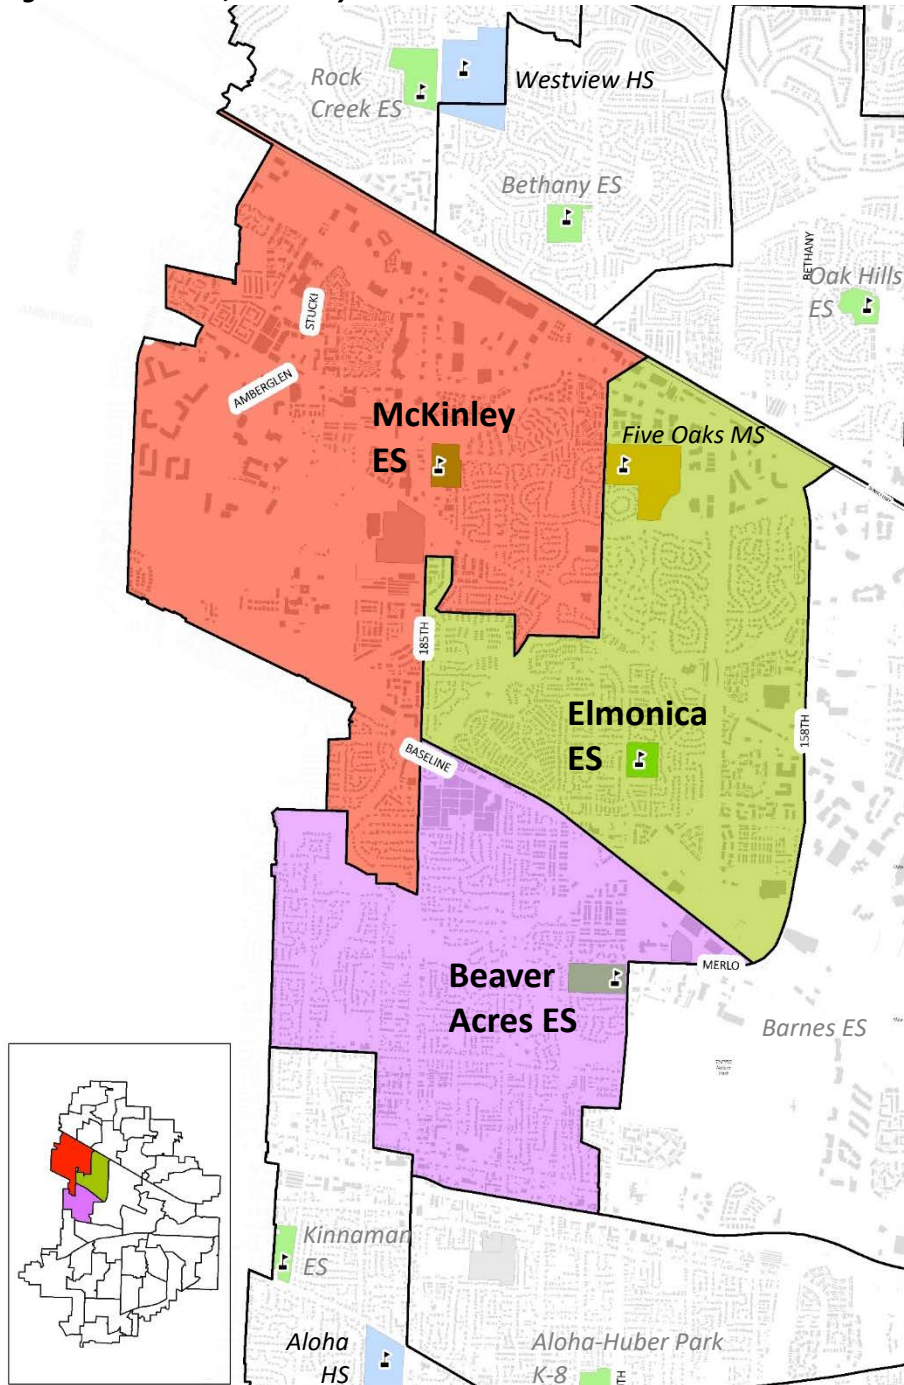 Rock
Creek ES
Westview HS
Bethany ES
BETHANY
Oak Hills
ES
STUCKI
AMBERGLEN
McKinley
ES
Five Oaks MS
185TH
Elmonica
ES
158TH
BASELINE
Beaver
Acres ES
MERLO
Barnes ES
Kinnaman
ES
Aloha
HS
Aloha-Huber Park
K-8
TH